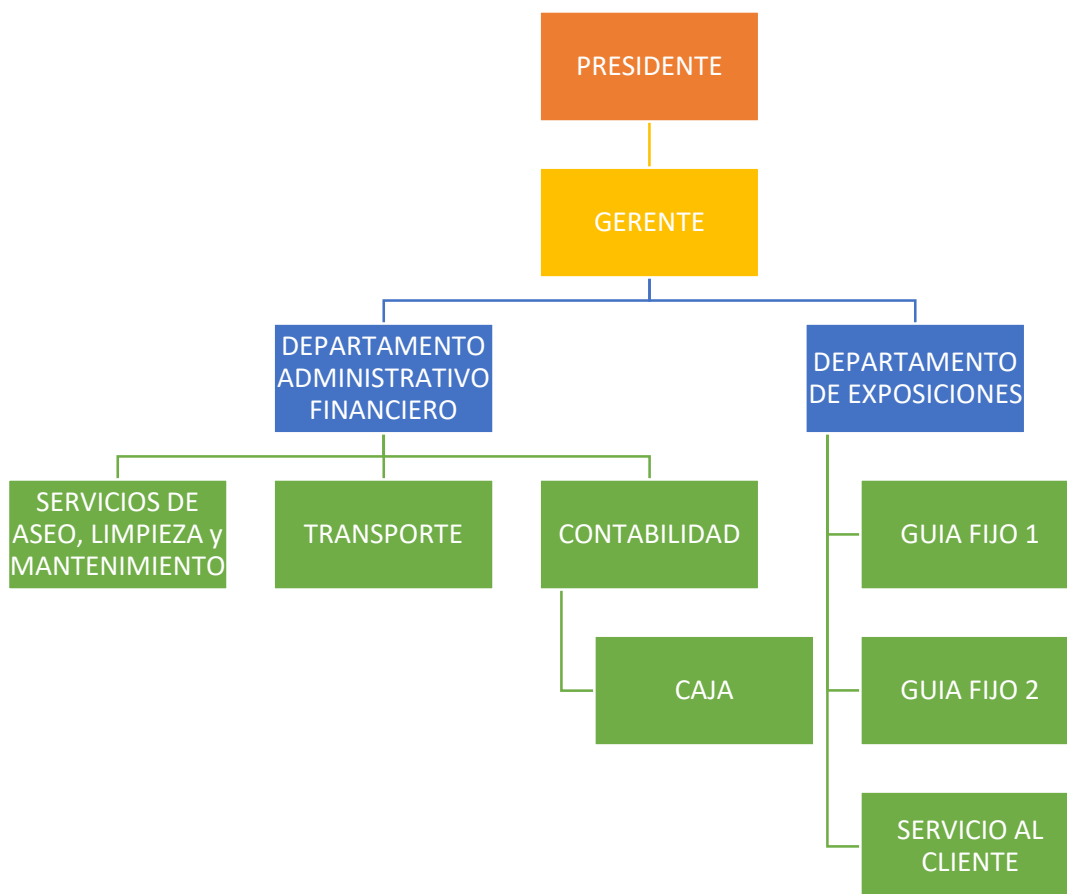 PRESIDENTE
GERENTE
DEPARTAMENTO
ADMINISTRATIVO
FINANCIERO
DEPARTAMENTO
DE EXPOSICIONES
SERVICIOS DE
ASEO, LIMPIEZA y
MANTENIMIENTO
TRANSPORTE
CONTABILIDAD
GUIA FIJO 1
CAJA
GUIA FIJO 2
SERVICIO AL
CLIENTE